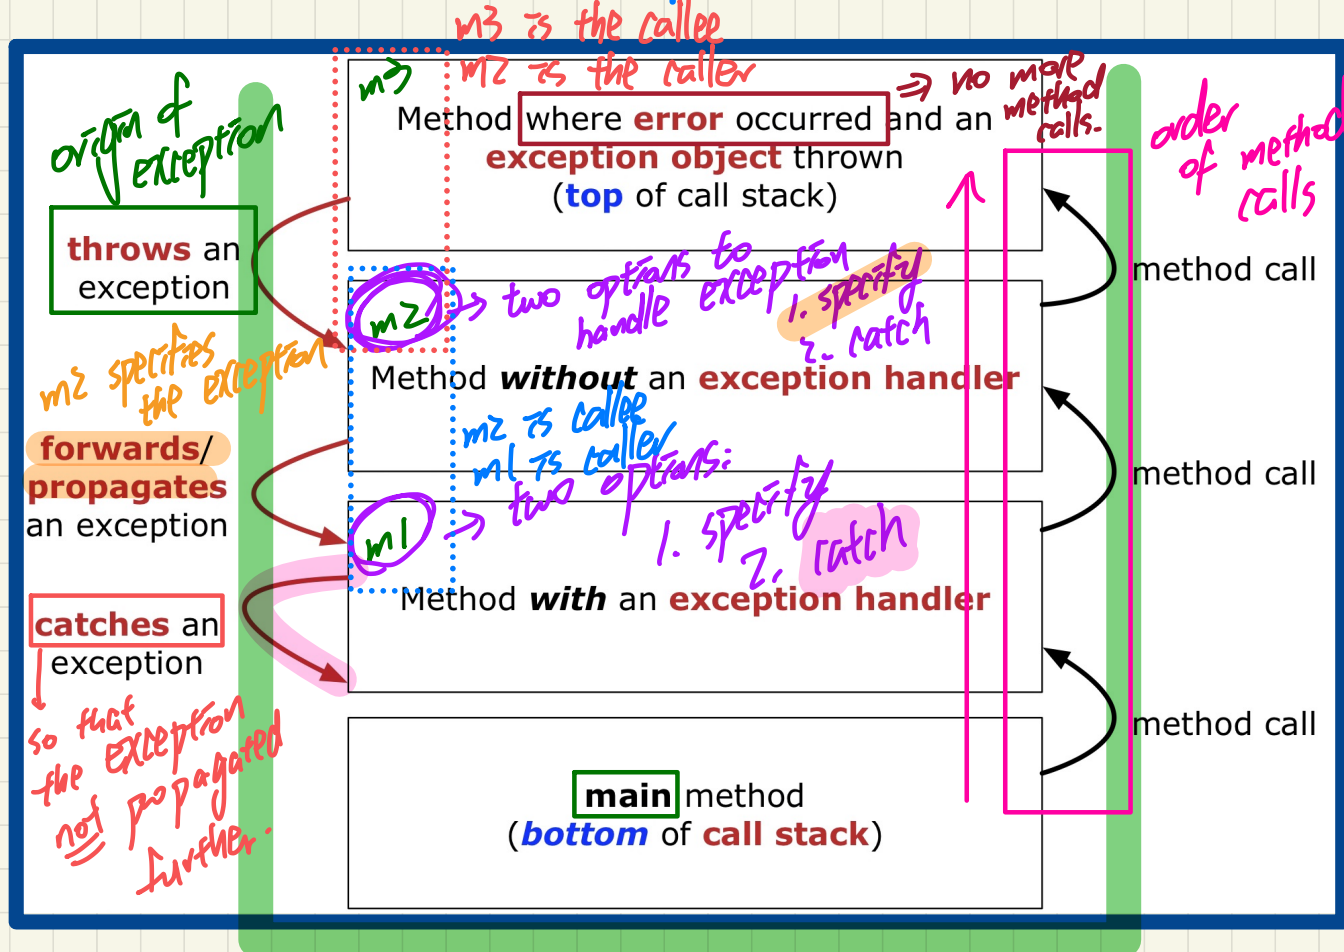 m3 is the callee
m2 is the caller
m3
⇒ no more
method
calls.
Method where error occurred and an
exception object thrown
(top of call stack)
origin of
exception
throws an
exception
order
of method
calls
method call
m2
→ two options to
handle exception
1. specify
2. catch
Method without an exception handler
m2 specifies
the exception
forwards/
propagates
an exception
m2 is callee
m1 is caller
method call
m1
→ two options:
1. specify
2. catch
Method with an exception handler
catches an
exception
so that
the exception
not propagated
further.
method call
main method
(bottom of call stack)